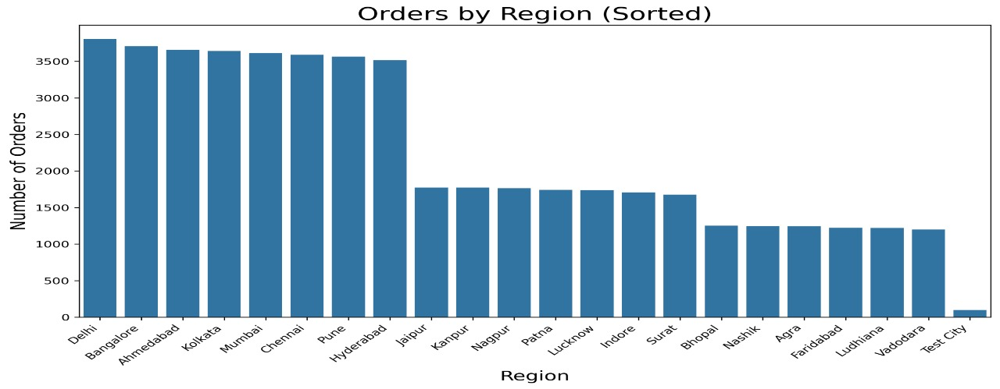 Orders by Region (Sorted)
Number of Orders
3500
3000
2500
2000
1500
1000
500
0
Delhi
Bangalore
Ahmedabad
Kolkata
Mumbai
Chennai
Pune
Hyderabad
Jaipur
Kanpur
Nagpur
Patna
Lucknow
Indore
Surat
Bhopal
Nashik
Agra
Faridabad
Ludhiana
Vadodara
Test City
Region